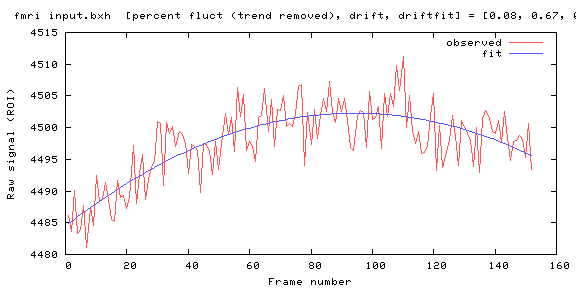 fmri input.bxh [percent fluct (trend removed), drift, driftfit] = [0.08, 0.67,
4515
4510
4505
4500
4495
4490
4485
4480
Raw signal (ROI)
observed
fit
0 20 40 60 80 100 120 140 160
Frame number